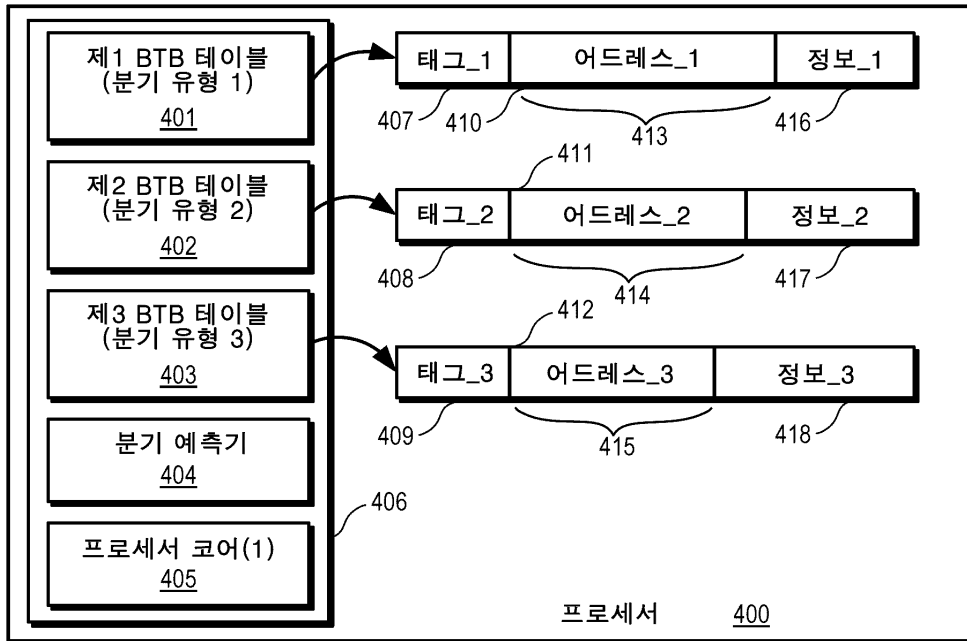 제1 BTB 테이블
(분기 유형 1)
401
제2 BTB 테이블
(분기 유형 2)
402
제3 BTB 테이블
(분기 유형 3)
403
분기 예측기
404
프로세서 코어(1)
405
406
태그_1 어드레스_1 정보_1
407 410 413 416
411
태그_2 어드레스_2 정보_2
408 414 417
412
태그_3 어드레스_3 정보_3
409 415 418
프로세서 400